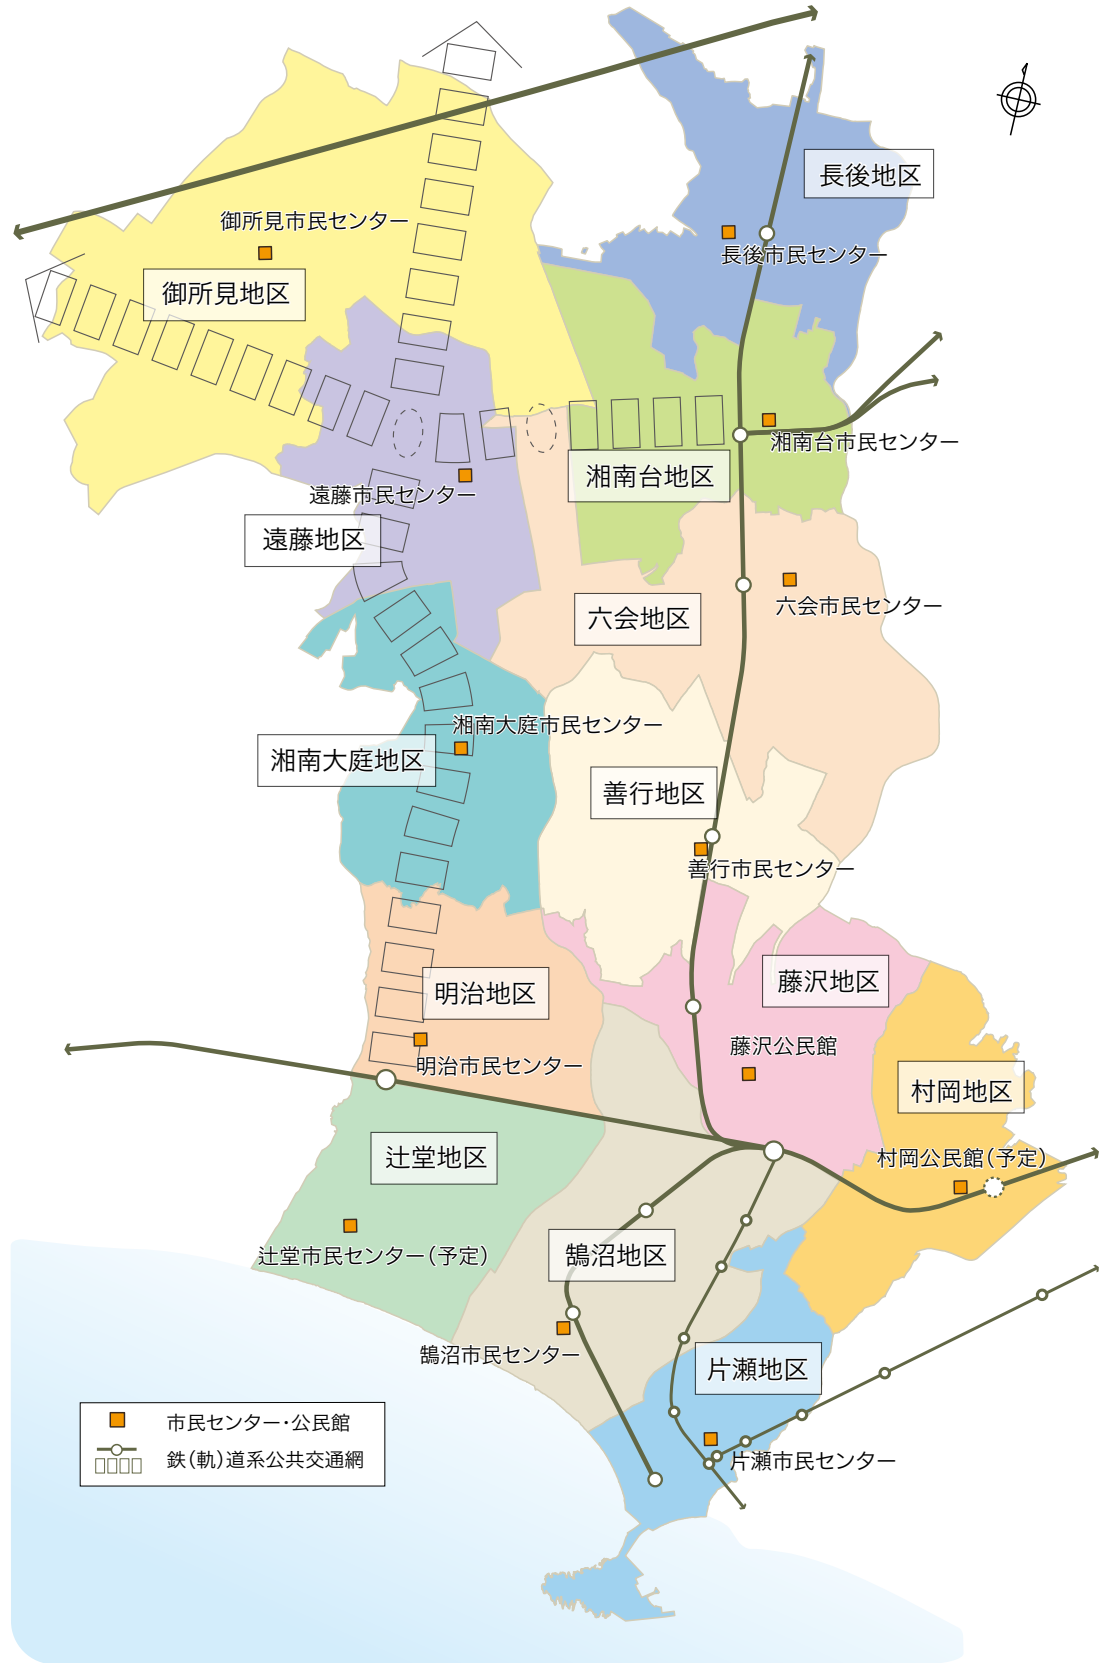 長後地区
御所見市民センター
長後市民センター
御所見地区
湘南台市民センター
湘南台地区
遠藤市民センター
遠藤地区
六会市民センター
六会地区
湘南大庭市民センター
湘南大庭地区
善行地区
善行市民センター
藤沢地区
明治地区
藤沢公民館
明治市民センター
村岡地区
辻堂地区
村岡公民館(予定)
鵠沼地区
辻堂市民センター(予定)
鵠沼市民センター
片瀬地区
市民センター・公民館
鉄(軌)道系公共交通網
片瀬市民センター